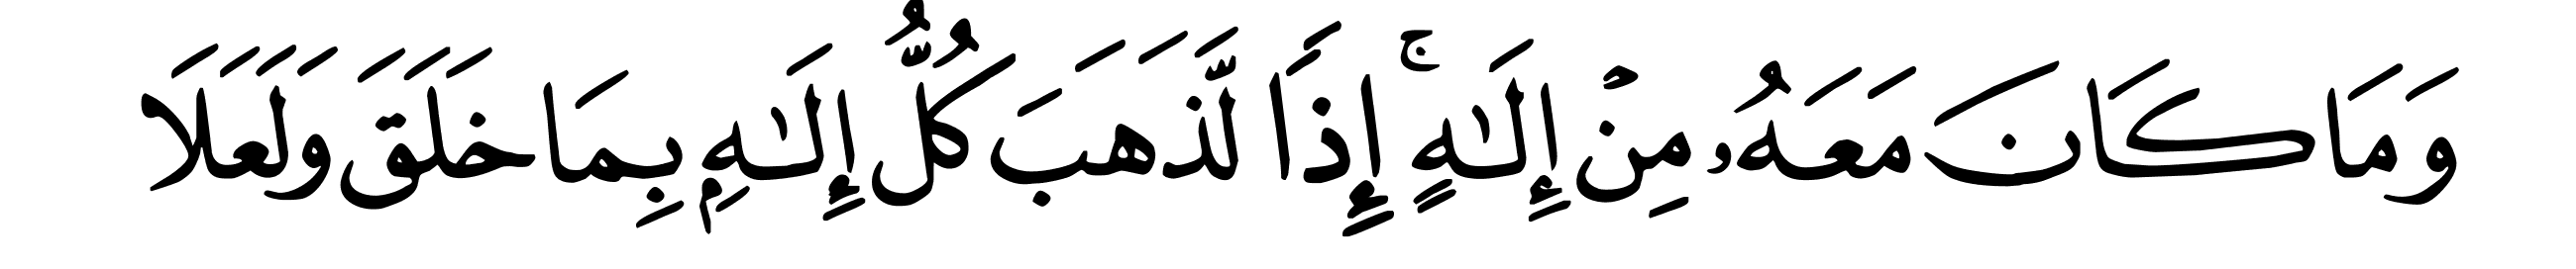 وَمَا كَانَ مَعَهُۥ مِنْ إِلَـٰهٍ ۚ إِذًا لَّذَهَبَ كُلُّ إِلَـٰهٍۭ بِمَا خَلَقَ وَلَعَلَا